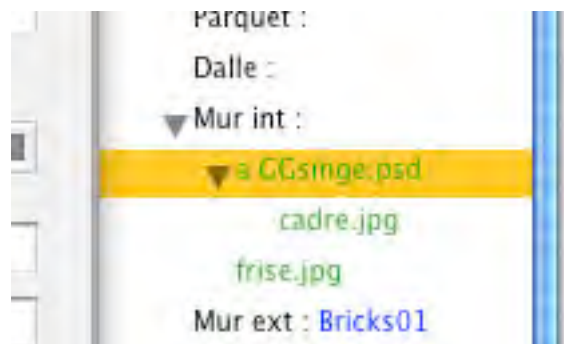 Parquet :
Dalle :
Mur int :
a GGsinge.psd
cadre.jpg
frise.jpg
Mur ext : Bricks01